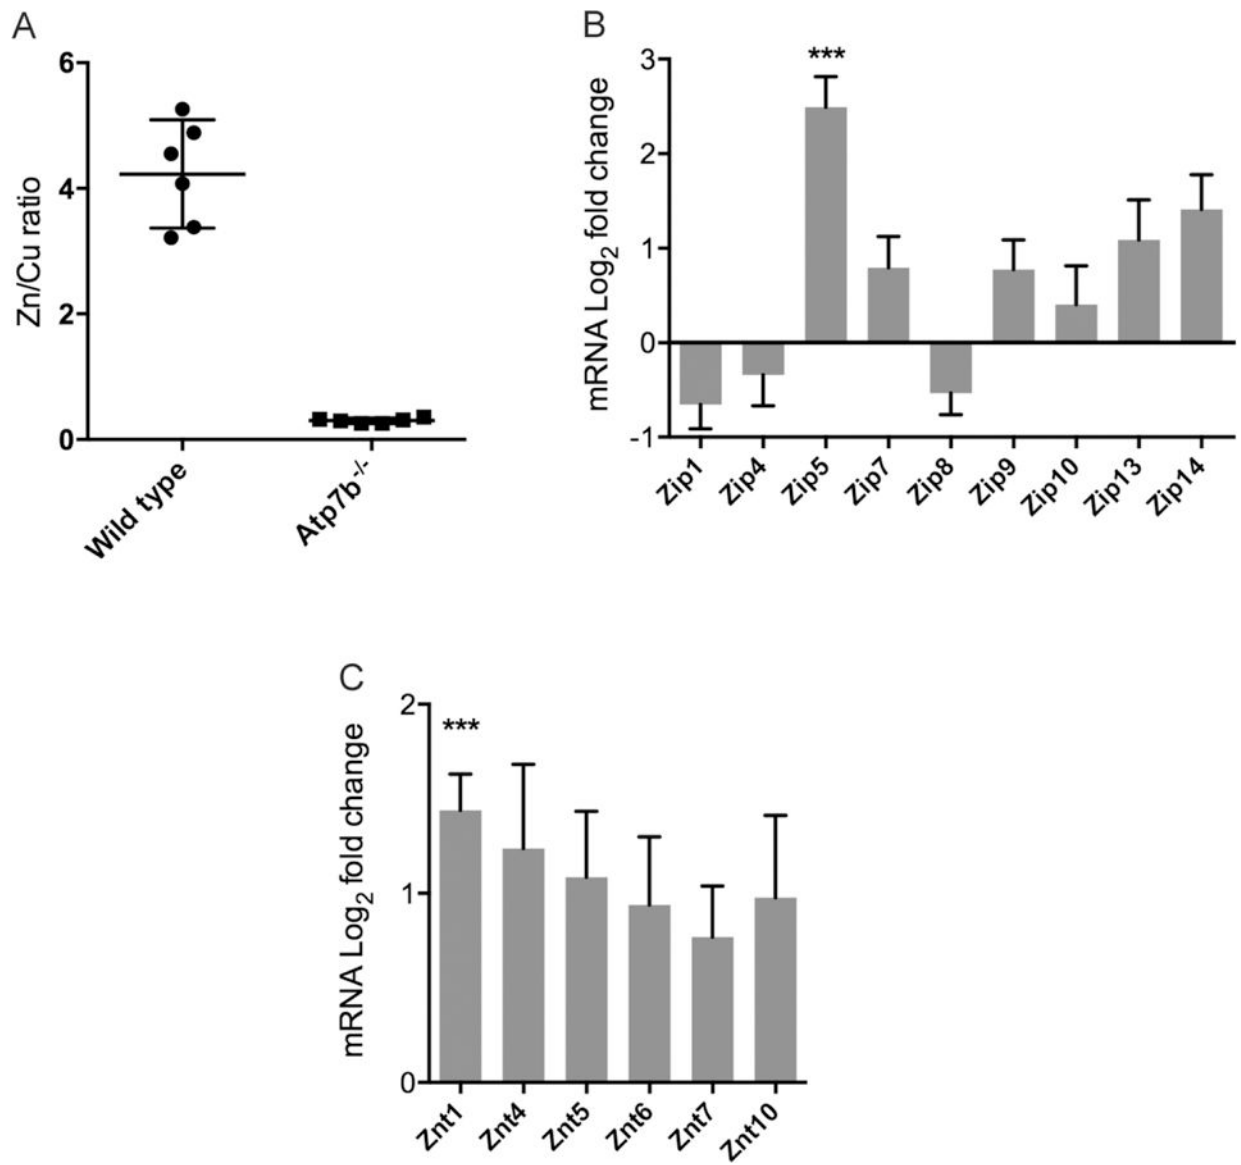 A
Zn/Cu ratio
6
4
2
0
Wild type
Atp7b-/-
B
mRNA Log2 fold change
3
2
1
0
-1
***
Zip1
Zip4
Zip5
Zip7
Zip8
Zip9
Zip10
Zip13
Zip14
C
mRNA Log2 fold change
2
1
0
***
Znt1
Znt4
Znt5
Znt6
Znt7
Znt10